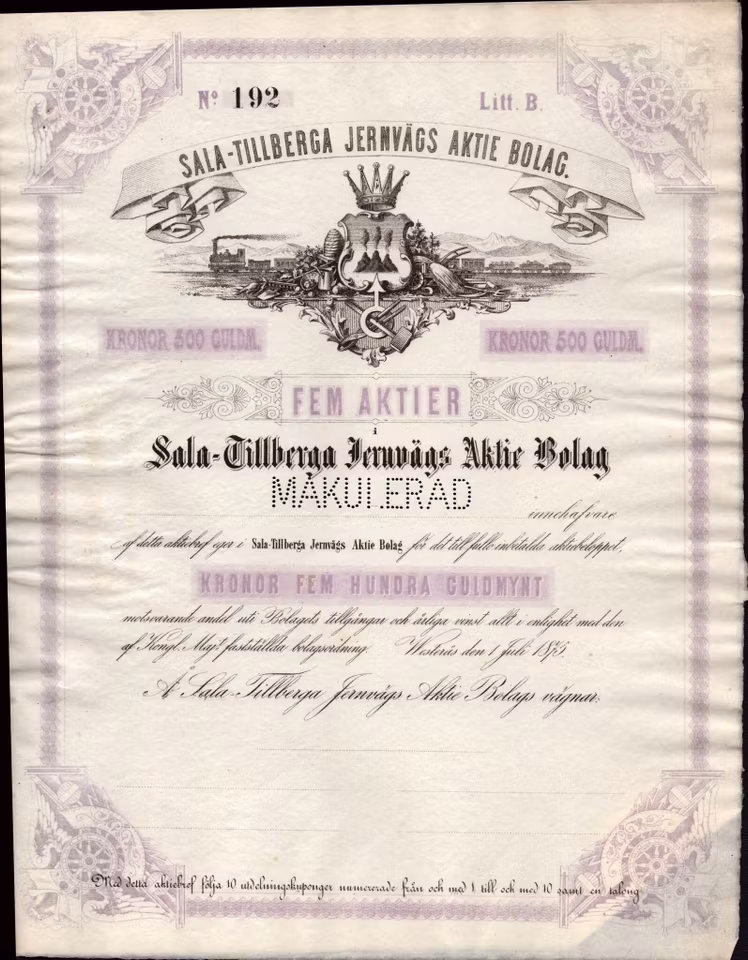 Nº 192
Litt. B.
SALA-TILLBERGA JERNVÄGS AKTIE BOLAG.
KRONOR 500 GULDM.
KRONOR 500 GULDM.
FEM AKTIER
i
Sala-Tillberga Jernvägs Aktie Bolag
MAKULERAD
innehafvare
af detta aktiebref eger i Sala-Tillberga Jernvägs Aktie Bolag för det till fullo inbetalda aktiebeloppet,
KRONOR FEM HUNDRA GULDMYNT
motsvarande andel uti Bolagets tillgångar och årliga vinst allt i enlighet med den
af Kongl. Maj:t fastställda bolagsordning. Westerås den 1 Juli 1875.
Å Sala-Tillberga Jernvägs Aktie Bolags vägnar:
Med detta aktiebref följa 10 utdelningskuponger numererade från och med 1 till och med 10 samt en talong